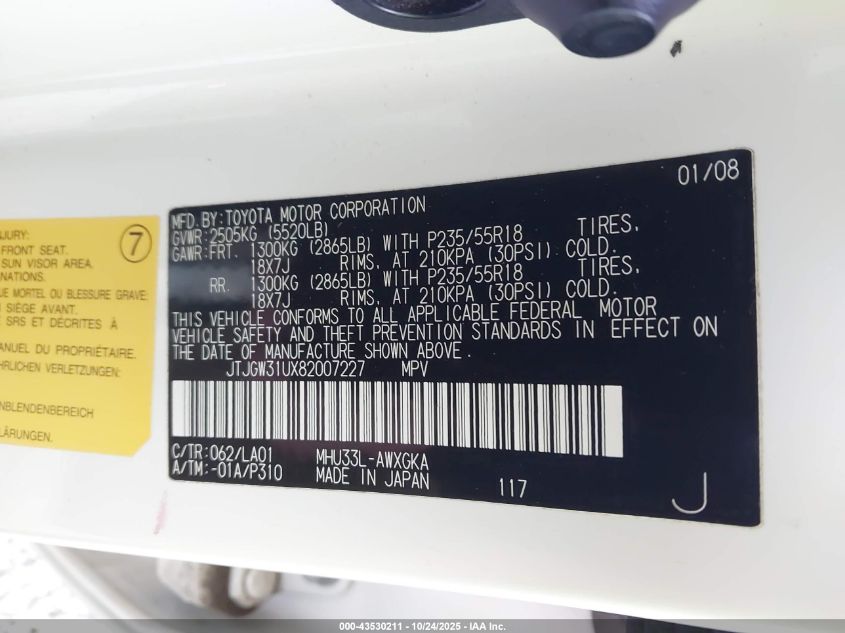 NJURY:
FRONT SEAT.
SUN VISOR AREA.
NATIONS.
UE MORTEL OU BLESSURE GRAVE:
SIÈGE AVANT.
SRS ET DÉCRITES À
ANUEL DU PROPRIÉTAIRE.
ÄHRLICHEN VERLETZUNGEN:
NBLENDENBEREICH
LÄRUNGEN.
7
01/08
MFD.BY:TOYOTA MOTOR CORPORATION
GVWR:2505KG (5520LB)
GAWR:FRT. 1300KG (2865LB) WITH P235/55R18 TIRES,
18X7J RIMS, AT 210KPA (30PSI) COLD.
RR. 1300KG (2865LB) WITH P235/55R18 TIRES,
18X7J RIMS, AT 210KPA (30PSI) COLD.
THIS VEHICLE CONFORMS TO ALL APPLICABLE FEDERAL MOTOR
VEHICLE SAFETY AND THEFT PREVENTION STANDARDS IN EFFECT ON
THE DATE OF MANUFACTURE SHOWN ABOVE.
JTJGW31UX82007227 MPV
C/TR:062/LA01 MHU33L-AWXGKA
A/TM:-01A/P310 MADE IN JAPAN 117
J
000-43530211 - 10/24/2025 - IAA Inc.